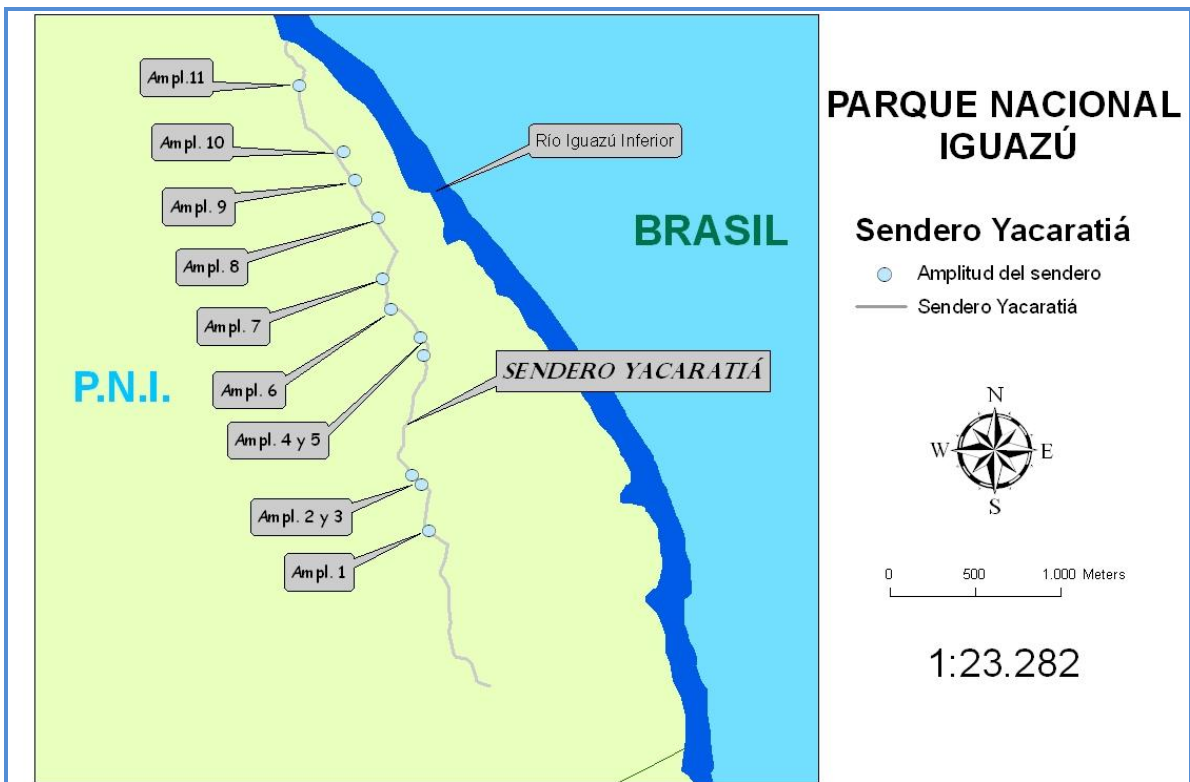 Ampl.11
Ampl. 10
Ampl. 9
Ampl. 8
Ampl. 7
Ampl. 6
Ampl. 4 y 5
Ampl. 2 y 3
Ampl. 1
P.N.I.
Río Iguazú Inferior
BRASIL
SENDERO YACARATIÁ
PARQUE NACIONAL
IGUAZÚ
Sendero Yacaratiá
Amplitud del sendero
Sendero Yacaratiá
N
W E
S
0 500 1.000 Meters
1:23.282